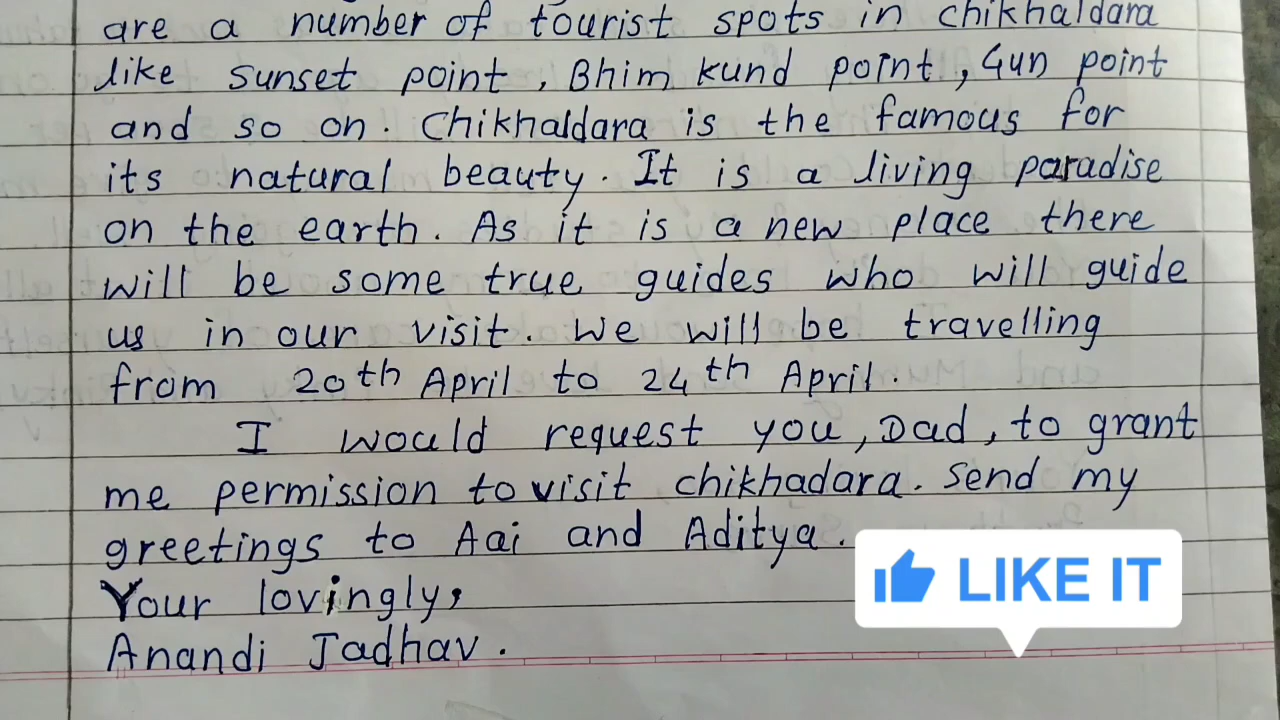 are a number of tourist spots in chikhaldara
like sunset point, Bhim kund point, Gun point
and so on. Chikhaldara is the famous for
its natural beauty. It is a living paradise
on the earth. As it is a new place there
will be some true guides who will guide
us in our visit. We will be travelling
from 20th April to 24th April.
I would request you, Dad, to grant
me permission to visit chikhadara. Send my
greetings to Aai and Aditya.
LIKE IT
Your lovingly,
Anandi Jadhav.